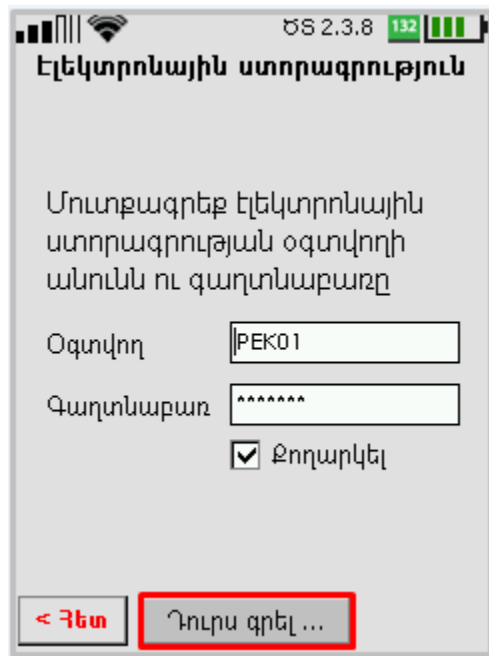 ԾՏ 2.3.8 132
Էլեկտրոնային ստորագրություն
Մուտքագրեք էլեկտրոնային
ստորագրության օգտվողի
անունն ու գաղտնաբառը
Օգտվող PEK01
Գաղտնաբառ *******
Քողարկել
< Հետ Դուրս գրել ...